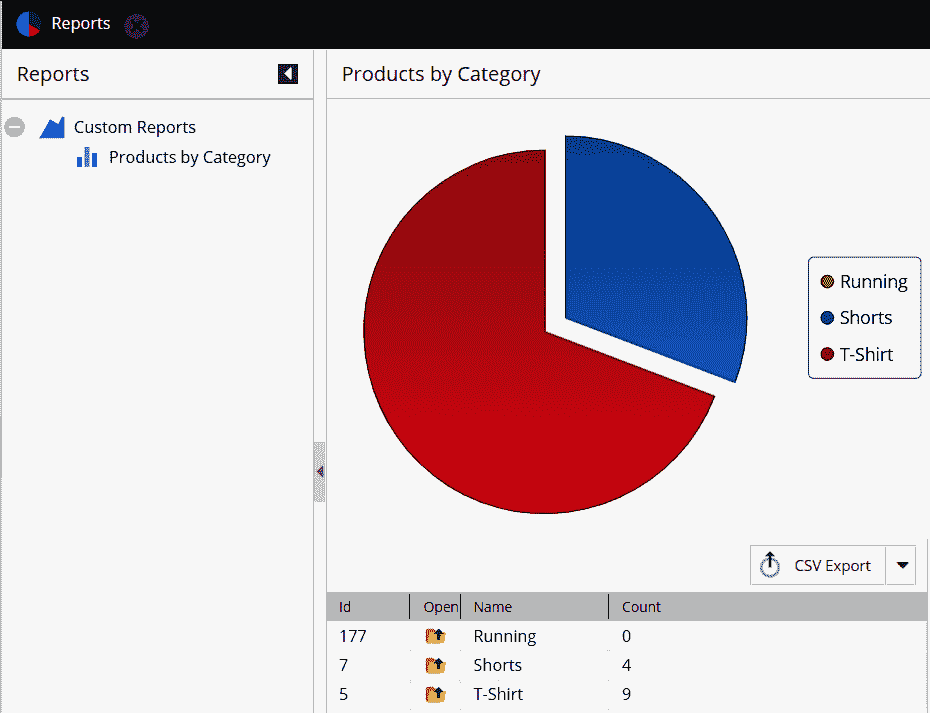 Reports
Reports
Products by Category
Custom Reports
Products by Category
Running
Shorts
T-Shirt
CSV Export
Id Open Name Count
177 Running 0
7 Shorts 4
5 T-Shirt 9